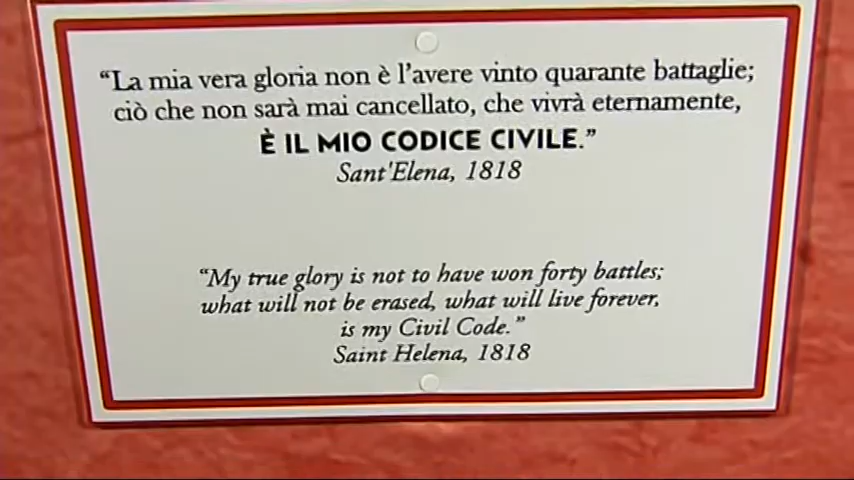 “La mia vera gloria non è l’avere vinto quarante battaglie;
ciò che non sarà mai cancellato, che vivrà eternamente,
È IL MIO CODICE CIVILE.”
Sant'Elena, 1818
“My true glory is not to have won forty battles;
what will not be erased, what will live forever,
is my Civil Code.”
Saint Helena, 1818